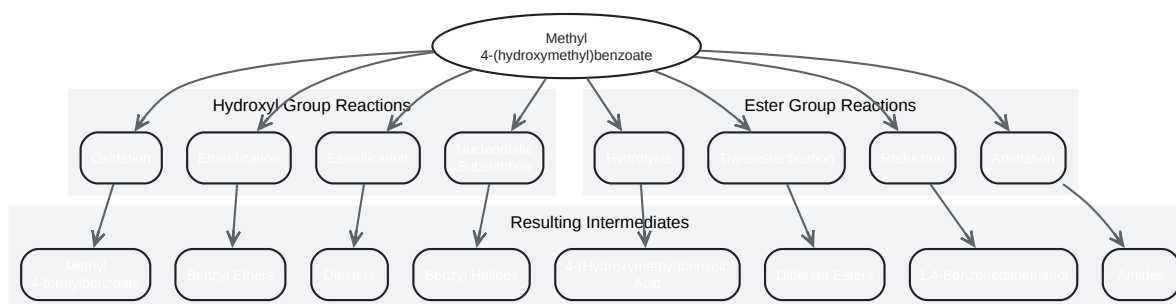 Methyl
4-(hydroxymethyl)benzoate
Hydroxyl Group Reactions
Ester Group Reactions
Oxidation
Etherification
Esterification
Nucleophilic
Substitution
Hydrolysis
Transesterification
Reduction
Amination
Resulting Intermediates
Methyl
4-formylbenzoate
Benzyl Ethers
Diesters
Benzyl Halides
4-(Hydroxymethyl)benzoic
Acid
Different Esters
1,4-Benzenedimethanol
Amides